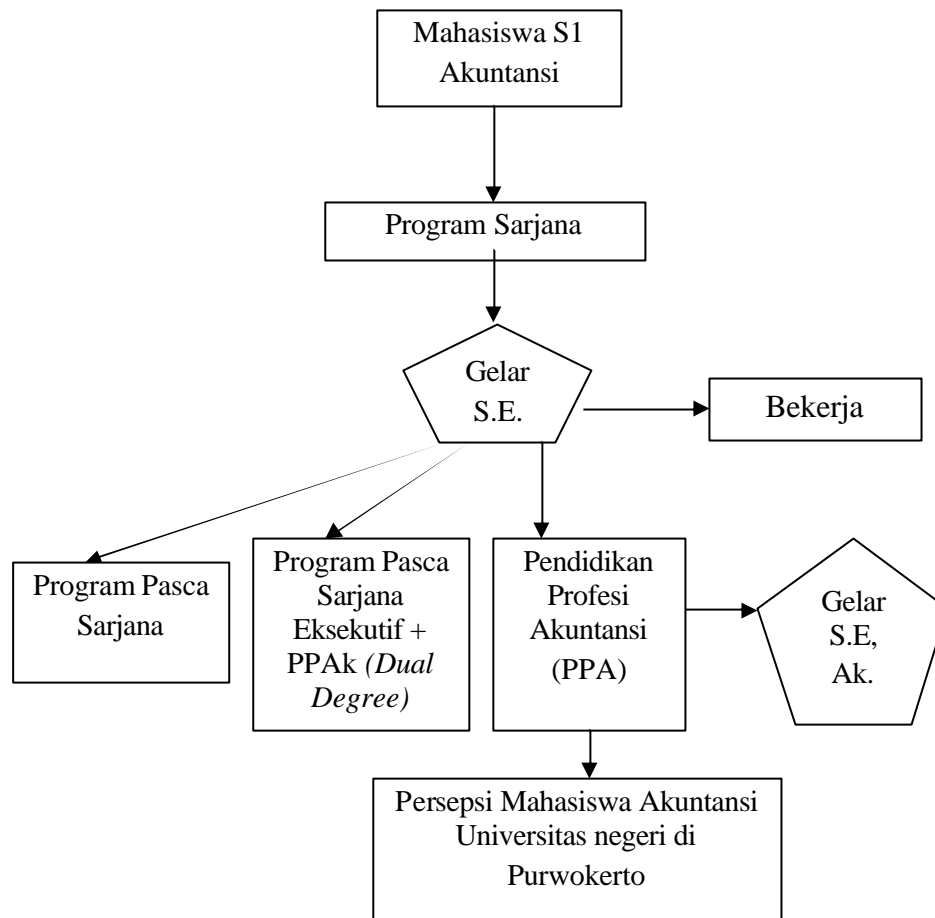 Mahasiswa S1
Akuntansi
Program Sarjana
Gelar
S.E.
Bekerja
Program Pasca
Sarjana
Program Pasca
Sarjana
Eksekutif +
PPAk (Dual
Degree)
Pendidikan
Profesi
Akuntansi
(PPA)
Gelar
S.E,
Ak.
Persepsi Mahasiswa Akuntansi
Universitas negeri di
Purwokerto